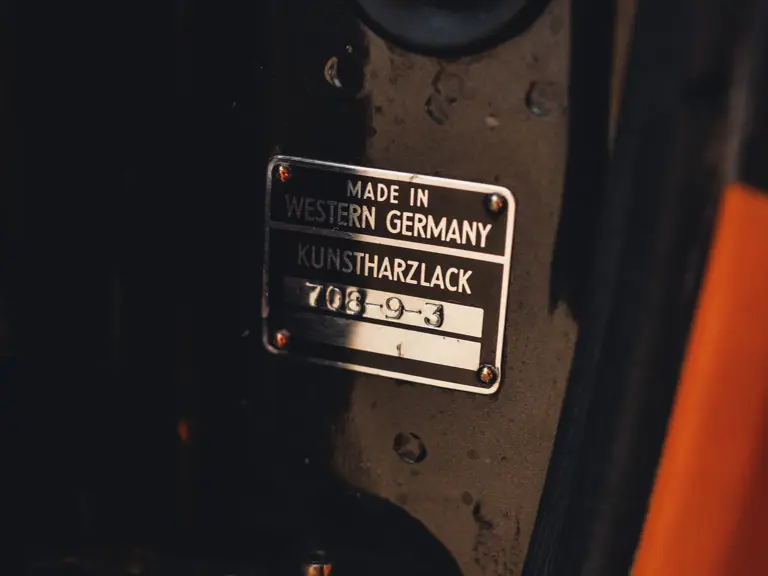 MADE IN
WESTERN GERMANY
KUNSTHARZLACK
708-9-3